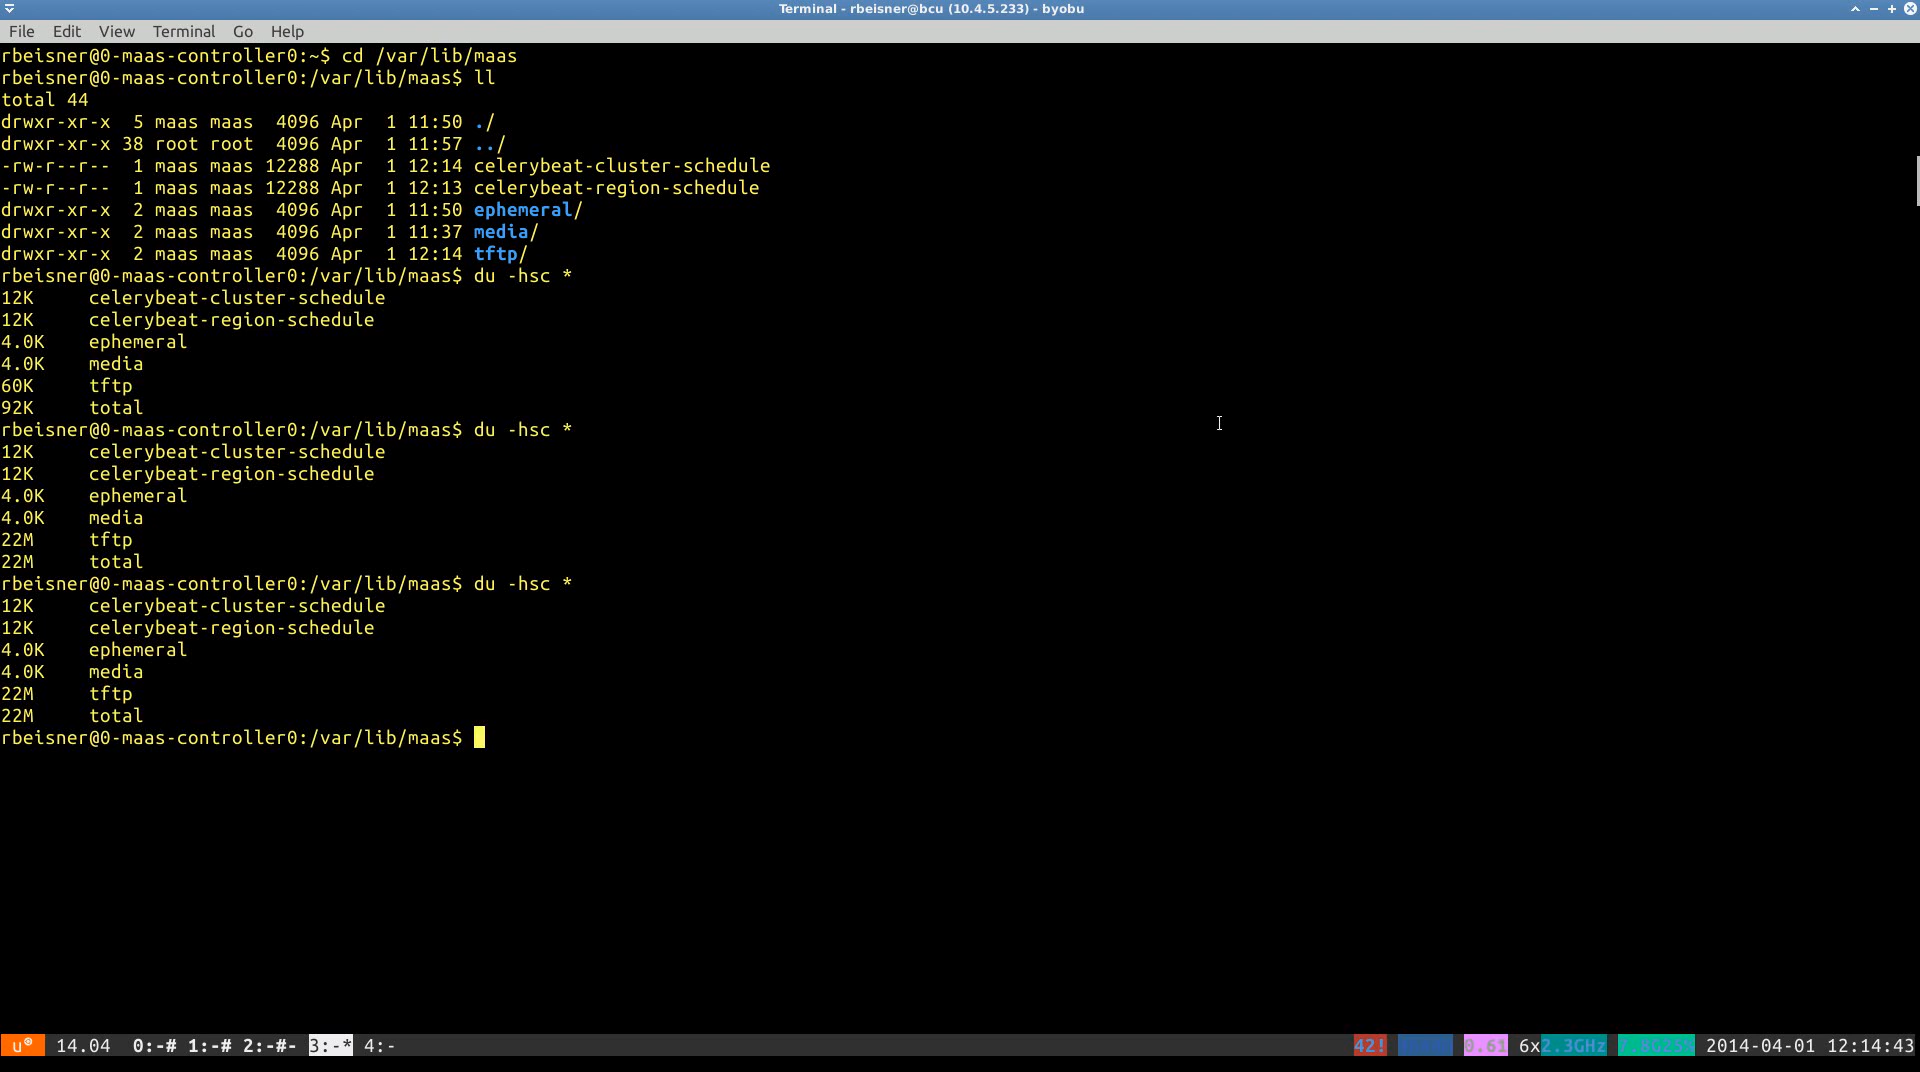 Terminal - rbeisner@bcu (10.4.5.233) - byobu
File Edit View Terminal Go Help
rbeisner@0-maas-controller0:~$ cd /var/lib/maas
rbeisner@0-maas-controller0:/var/lib/maas$ ll
total 44
drwxr-xr-x  5 maas maas  4096 Apr  1 11:50 ./
drwxr-xr-x 38 root root  4096 Apr  1 11:57 ../
-rw-r--r--  1 maas maas 12288 Apr  1 12:14 celerybeat-cluster-schedule
-rw-r--r--  1 maas maas 12288 Apr  1 12:13 celerybeat-region-schedule
drwxr-xr-x  2 maas maas  4096 Apr  1 11:50 ephemeral/
drwxr-xr-x  2 maas maas  4096 Apr  1 11:37 media/
drwxr-xr-x  2 maas maas  4096 Apr  1 12:14 tftp/
rbeisner@0-maas-controller0:/var/lib/maas$ du -hsc *
12K     celerybeat-cluster-schedule
12K     celerybeat-region-schedule
4.0K    ephemeral
4.0K    media
60K     tftp
92K     total
rbeisner@0-maas-controller0:/var/lib/maas$ du -hsc *
12K     celerybeat-cluster-schedule
12K     celerybeat-region-schedule
4.0K    ephemeral
4.0K    media
22M     tftp
22M     total
rbeisner@0-maas-controller0:/var/lib/maas$ du -hsc *
12K     celerybeat-cluster-schedule
12K     celerybeat-region-schedule
4.0K    ephemeral
4.0K    media
22M     tftp
22M     total
rbeisner@0-maas-controller0:/var/lib/maas$
u® 14.04 0:-# 1:-# 2:-#- 3:-* 4:- 42! 0.61 6x2.3GHz 2014-04-01 12:14:43